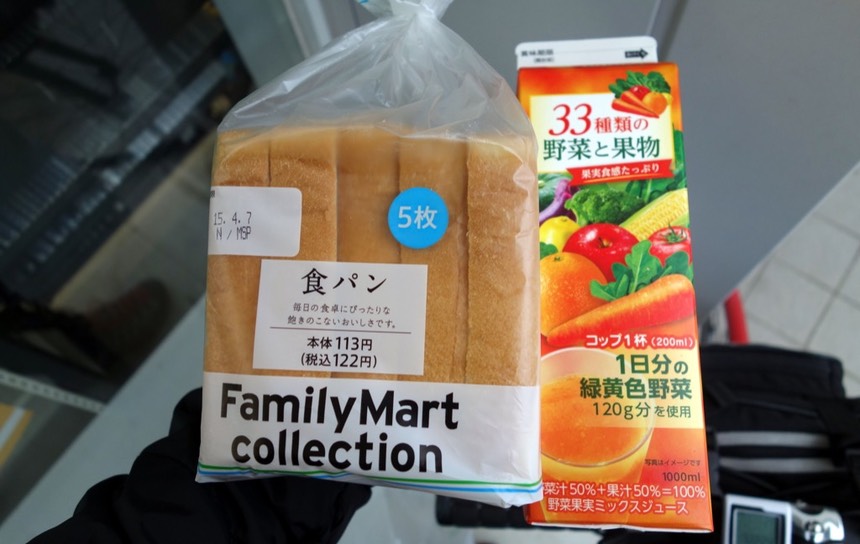 15. 4. 7
N / MSP
5枚
食パン
毎日の食卓にぴったりな
飽きのこないおいしさです。
本体113円
(税込122円)
FamilyMart
collection
賞味期限
33種類の
野菜と果物
果実食感たっぷり
コップ1杯(200ml)
1日分の
緑黄色野菜
120g分を使用
写真はイメージです
1000ml
菜汁50%+果汁50%=100%
野菜果実ミックスジュース